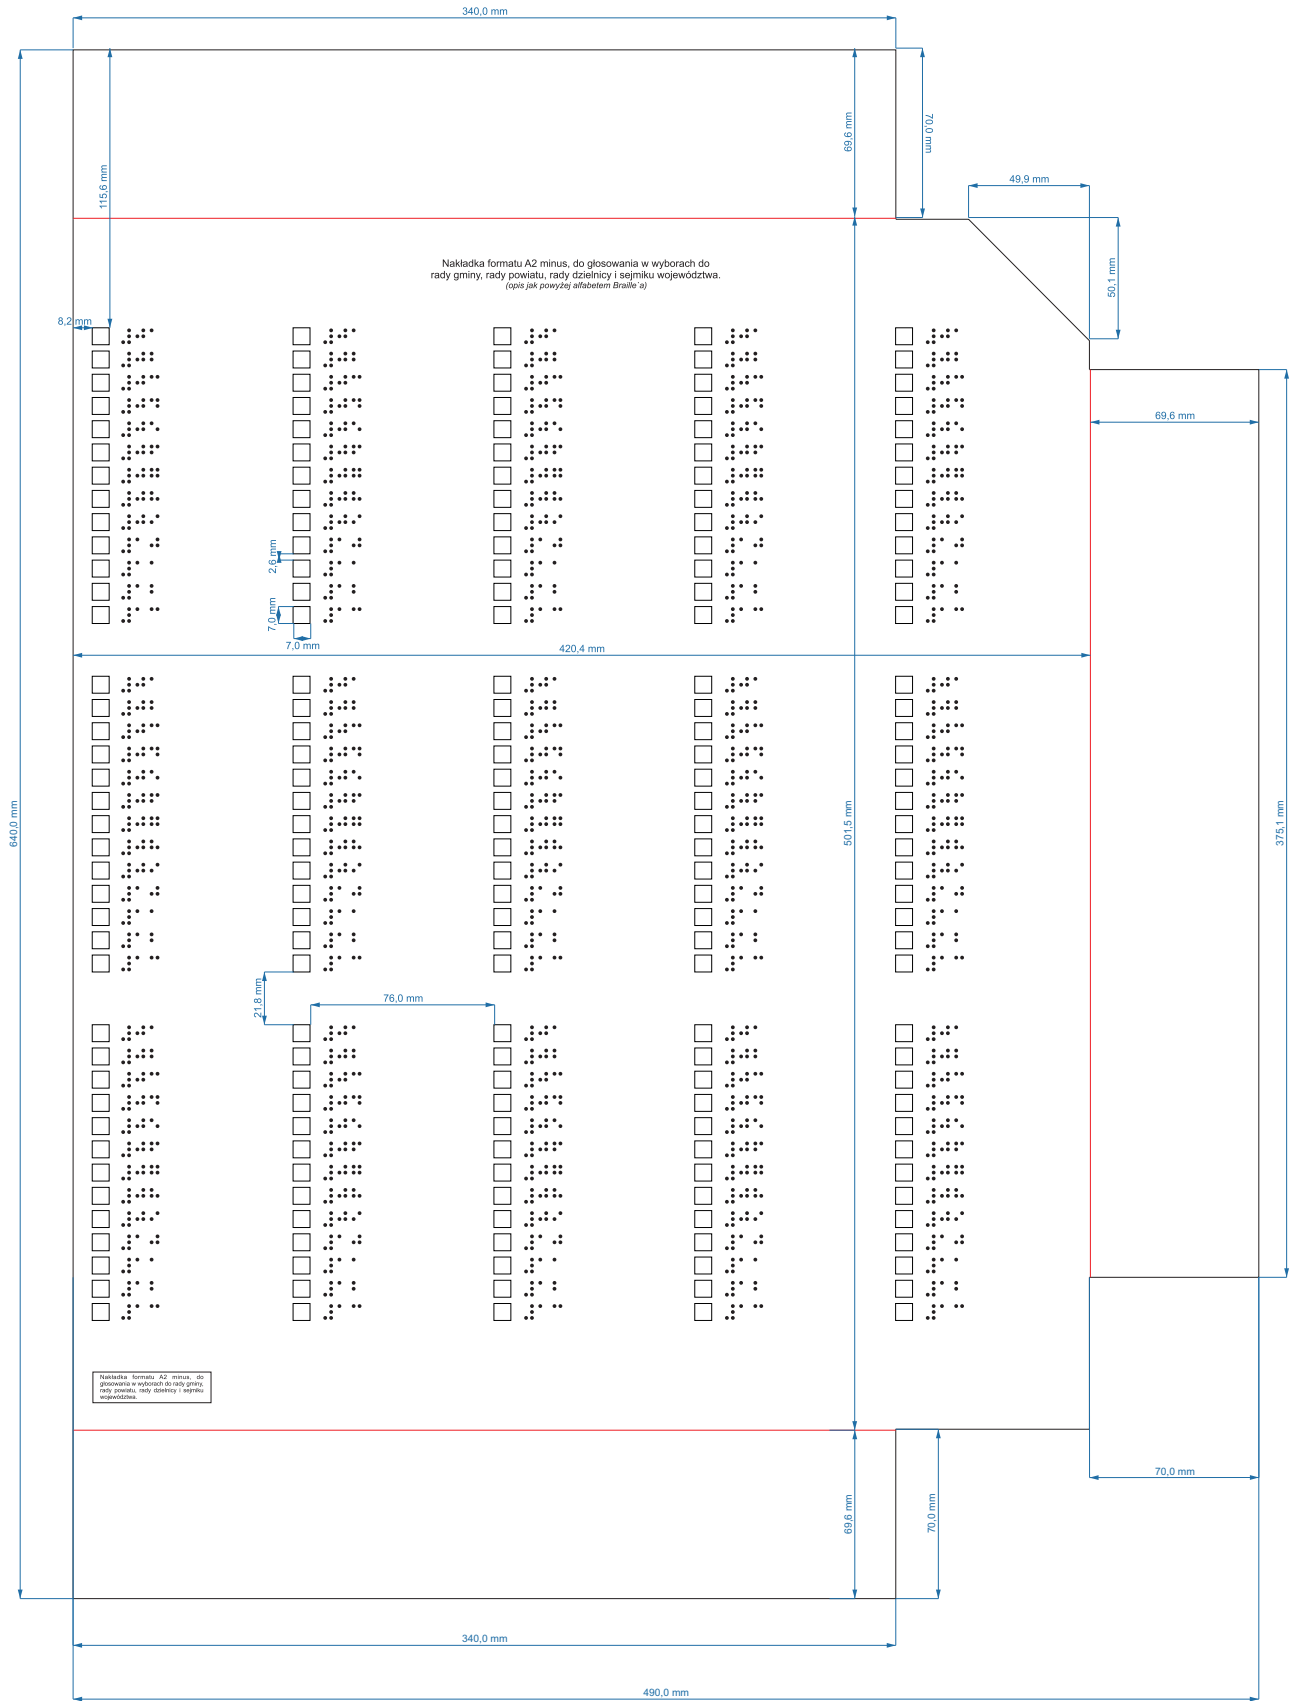 340,0 mm
69,6 mm
70,0 mm
115,6 mm
49,9 mm
50,1 mm
Nakładka formatu A2 minus, do głosowania w wyborach do
rady gminy, rady powiatu, rady dzielnicy i sejmiku województwa.
(opis jak powyżej alfabetem Braille`a)
8,2 mm
69,6 mm
⠼⠚⠁ ⠼⠚⠁ ⠼⠚⠁ ⠼⠚⠁ ⠼⠚⠁
⠼⠚⠃ ⠼⠚⠃ ⠼⠚⠃ ⠼⠚⠃ ⠼⠚⠃
⠼⠚⠉ ⠼⠚⠉ ⠼⠚⠉ ⠼⠚⠉ ⠼⠚⠉
⠼⠚⠙ ⠼⠚⠙ ⠼⠚⠙ ⠼⠚⠙ ⠼⠚⠙
⠼⠚⠑ ⠼⠚⠑ ⠼⠚⠑ ⠼⠚⠑ ⠼⠚⠑
⠼⠚⠋ ⠼⠚⠋ ⠼⠚⠋ ⠼⠚⠋ ⠼⠚⠋
⠼⠚⠛ ⠼⠚⠛ ⠼⠚⠛ ⠼⠚⠛ ⠼⠚⠛
⠼⠚⠓ ⠼⠚⠓ ⠼⠚⠓ ⠼⠚⠓ ⠼⠚⠓
⠼⠚⠊ ⠼⠚⠊ ⠼⠚⠊ ⠼⠚⠊ ⠼⠚⠊
⠼⠁⠚ ⠼⠁⠚ ⠼⠁⠚ ⠼⠁⠚ ⠼⠁⠚
⠼⠁⠁ ⠼⠁⠁ ⠼⠁⠁ ⠼⠁⠁ ⠼⠁⠁
⠼⠁⠃ ⠼⠁⠃ ⠼⠁⠃ ⠼⠁⠃ ⠼⠁⠃
⠼⠁⠉ ⠼⠁⠉ ⠼⠁⠉ ⠼⠁⠉ ⠼⠁⠉
2,6 mm
7,0 mm
7,0 mm
420,4 mm
⠼⠚⠁ ⠼⠚⠁ ⠼⠚⠁ ⠼⠚⠁ ⠼⠚⠁
⠼⠚⠃ ⠼⠚⠃ ⠼⠚⠃ ⠼⠚⠃ ⠼⠚⠃
⠼⠚⠉ ⠼⠚⠉ ⠼⠚⠉ ⠼⠚⠉ ⠼⠚⠉
⠼⠚⠙ ⠼⠚⠙ ⠼⠚⠙ ⠼⠚⠙ ⠼⠚⠙
⠼⠚⠑ ⠼⠚⠑ ⠼⠚⠑ ⠼⠚⠑ ⠼⠚⠑
⠼⠚⠋ ⠼⠚⠋ ⠼⠚⠋ ⠼⠚⠋ ⠼⠚⠋
⠼⠚⠛ ⠼⠚⠛ ⠼⠚⠛ ⠼⠚⠛ ⠼⠚⠛
⠼⠚⠓ ⠼⠚⠓ ⠼⠚⠓ ⠼⠚⠓ ⠼⠚⠓
⠼⠚⠊ ⠼⠚⠊ ⠼⠚⠊ ⠼⠚⠊ ⠼⠚⠊
⠼⠁⠚ ⠼⠁⠚ ⠼⠁⠚ ⠼⠁⠚ ⠼⠁⠚
⠼⠁⠁ ⠼⠁⠁ ⠼⠁⠁ ⠼⠁⠁ ⠼⠁⠁
⠼⠁⠃ ⠼⠁⠃ ⠼⠁⠃ ⠼⠁⠃ ⠼⠁⠃
⠼⠁⠉ ⠼⠁⠉ ⠼⠁⠉ ⠼⠁⠉ ⠼⠁⠉
640,0 mm
501,5 mm
375,1 mm
21,8 mm
76,0 mm
⠼⠚⠁ ⠼⠚⠁ ⠼⠚⠁ ⠼⠚⠁ ⠼⠚⠁
⠼⠚⠃ ⠼⠚⠃ ⠼⠚⠃ ⠼⠚⠃ ⠼⠚⠃
⠼⠚⠉ ⠼⠚⠉ ⠼⠚⠉ ⠼⠚⠉ ⠼⠚⠉
⠼⠚⠙ ⠼⠚⠙ ⠼⠚⠙ ⠼⠚⠙ ⠼⠚⠙
⠼⠚⠑ ⠼⠚⠑ ⠼⠚⠑ ⠼⠚⠑ ⠼⠚⠑
⠼⠚⠋ ⠼⠚⠋ ⠼⠚⠋ ⠼⠚⠋ ⠼⠚⠋
⠼⠚⠛ ⠼⠚⠛ ⠼⠚⠛ ⠼⠚⠛ ⠼⠚⠛
⠼⠚⠓ ⠼⠚⠓ ⠼⠚⠓ ⠼⠚⠓ ⠼⠚⠓
⠼⠚⠊ ⠼⠚⠊ ⠼⠚⠊ ⠼⠚⠊ ⠼⠚⠊
⠼⠁⠚ ⠼⠁⠚ ⠼⠁⠚ ⠼⠁⠚ ⠼⠁⠚
⠼⠁⠁ ⠼⠁⠁ ⠼⠁⠁ ⠼⠁⠁ ⠼⠁⠁
⠼⠁⠃ ⠼⠁⠃ ⠼⠁⠃ ⠼⠁⠃ ⠼⠁⠃
⠼⠁⠉ ⠼⠁⠉ ⠼⠁⠉ ⠼⠁⠉ ⠼⠁⠉
Nakładka formatu A2 minus, do
głosowania w wyborach do rady gminy,
rady powiatu, rady dzielnicy i sejmiku
województwa.
70,0 mm
69,6 mm
70,0 mm
340,0 mm
490,0 mm